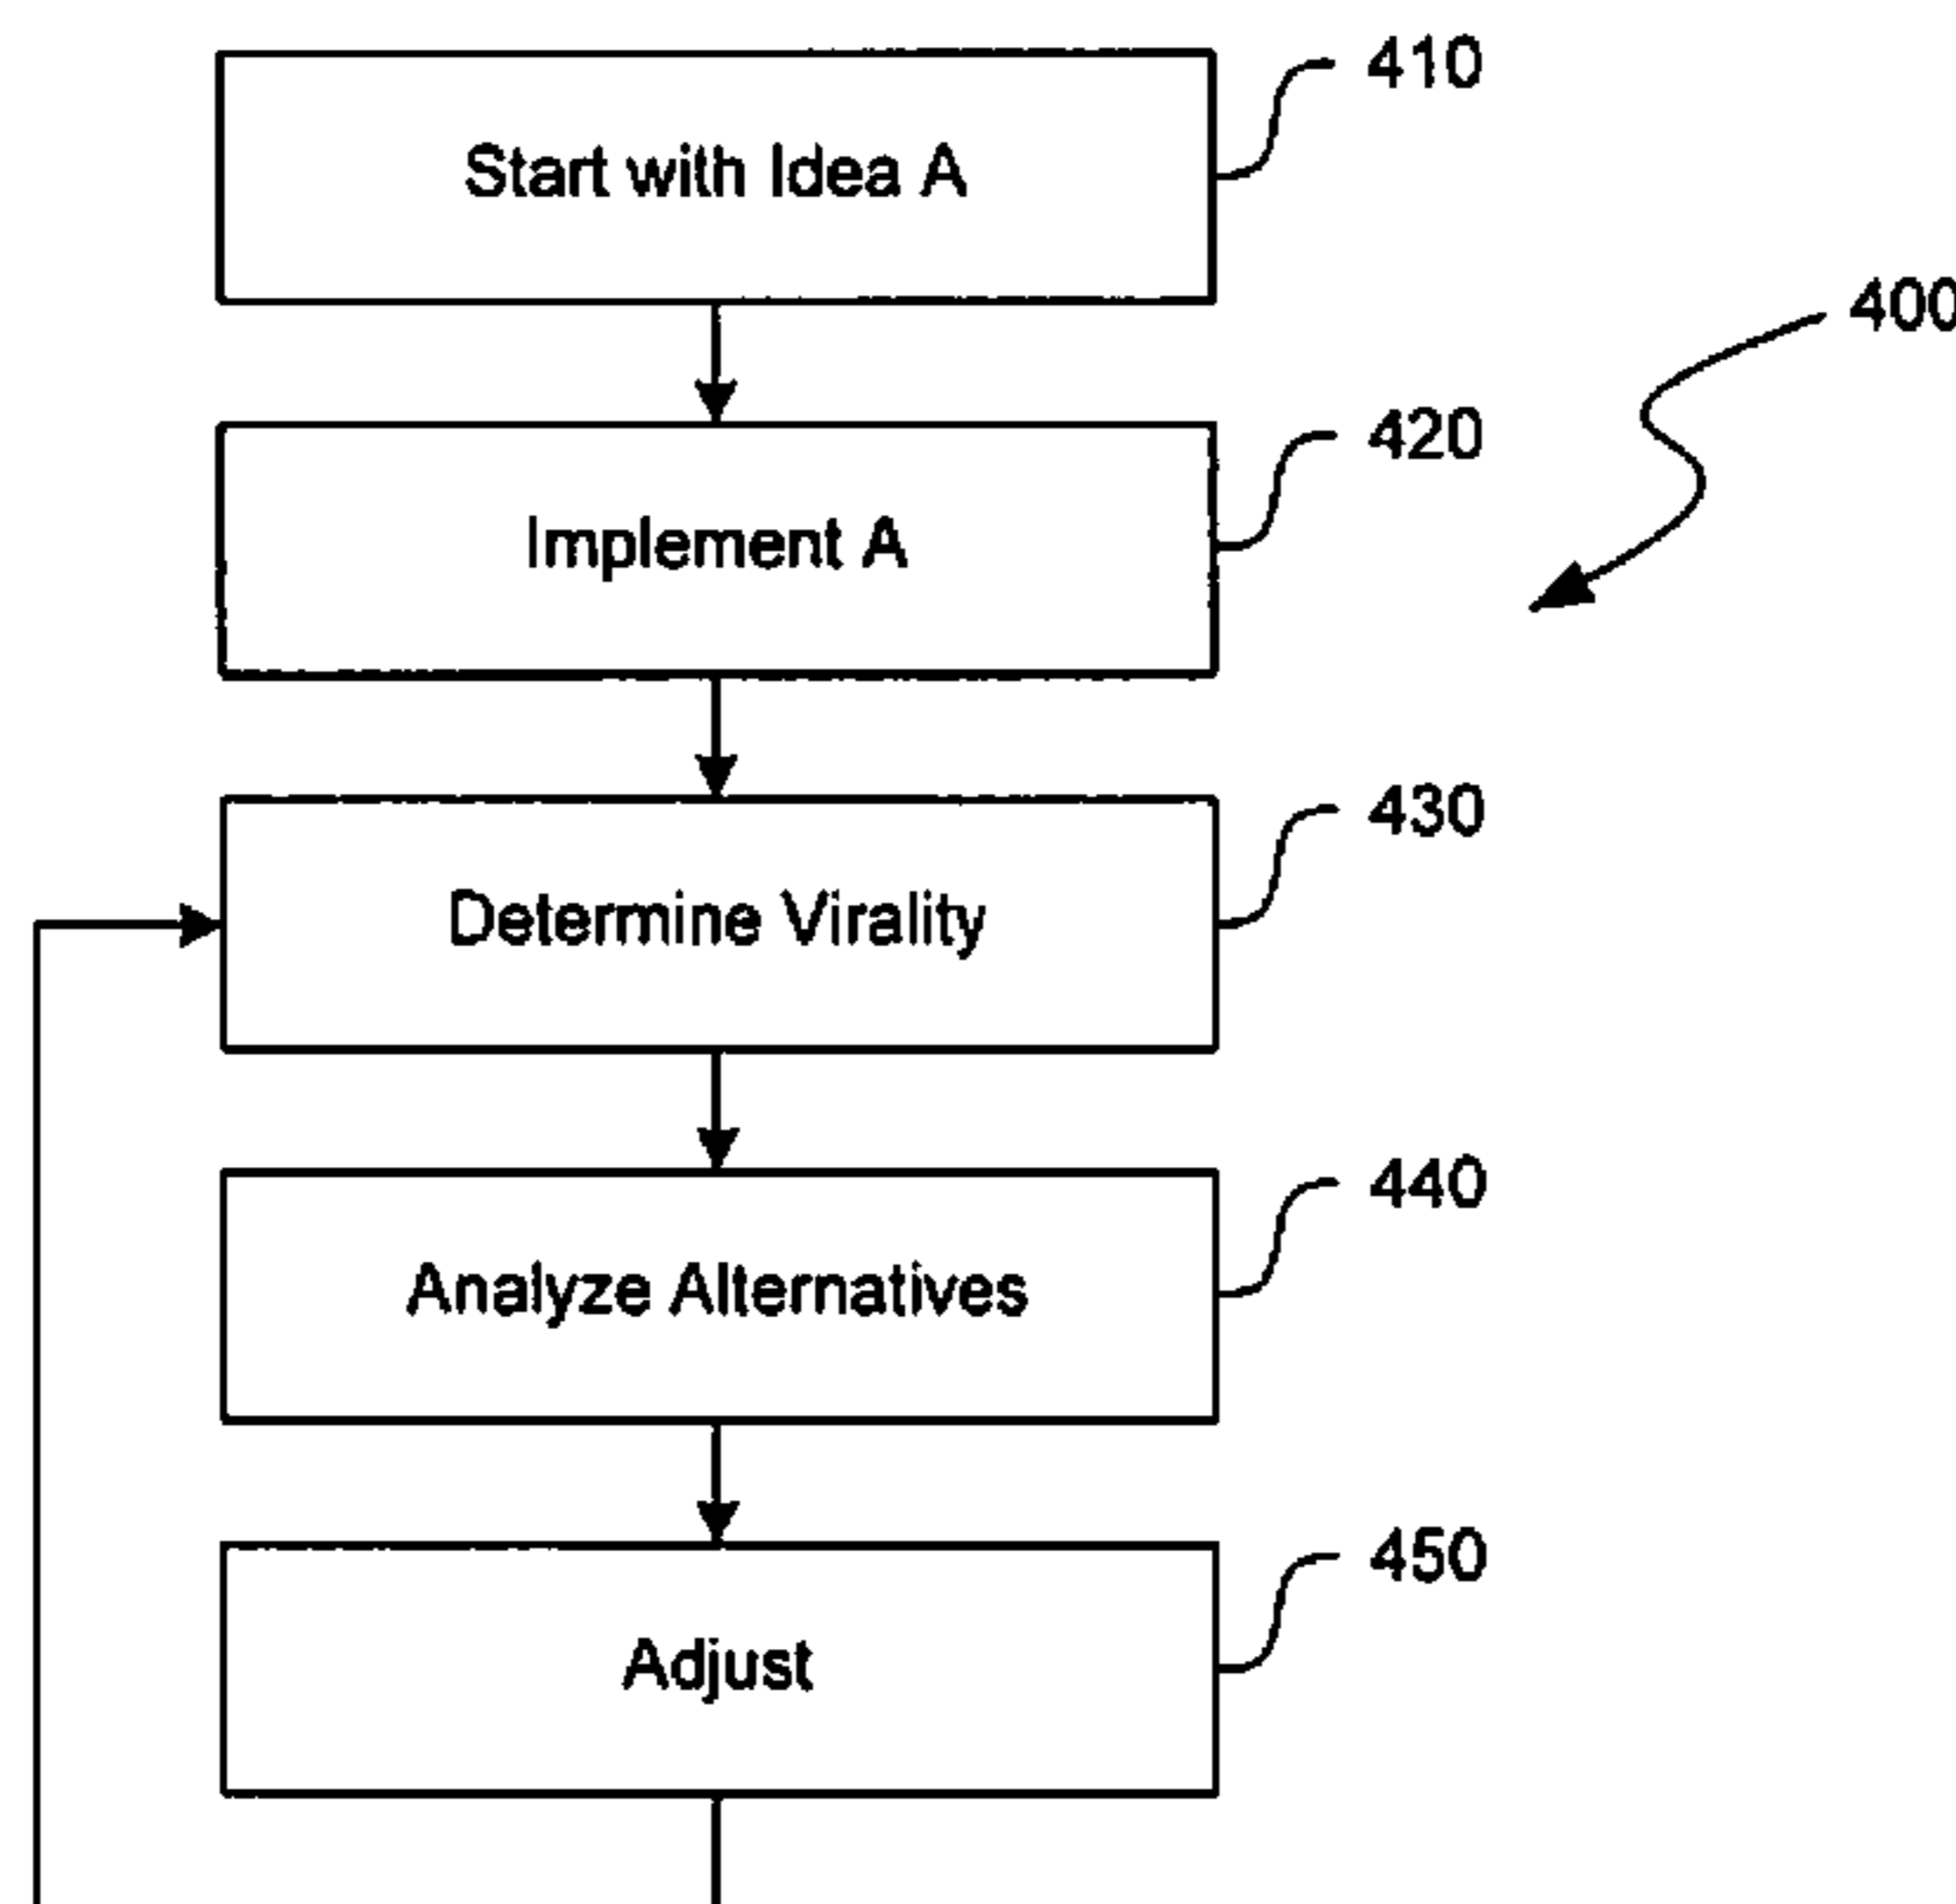 Start with Idea A
410
400
Implement A
420
Determine Virality
430
Analyze Alternatives
440
Adjust
450